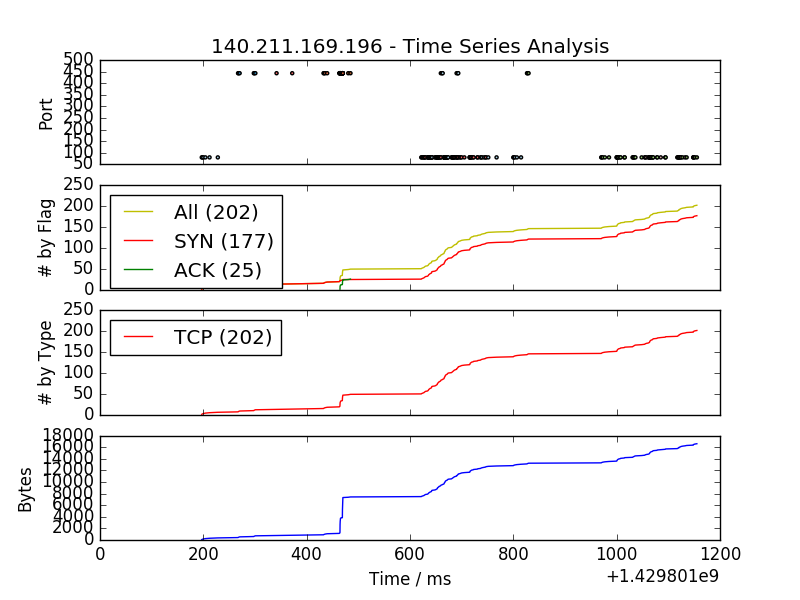 140.211.169.196 - Time Series Analysis
500
450
400
350
300
250
200
150
100
50
Port
250
200
150
100
50
0
# by Flag
All (202)
SYN (177)
ACK (25)
250
200
150
100
50
0
# by Type
TCP (202)
18000
16000
14000
12000
10000
8000
6000
4000
2000
0
Bytes
0 200 400 600 800 1000 1200
Time / ms
+1.429801e9